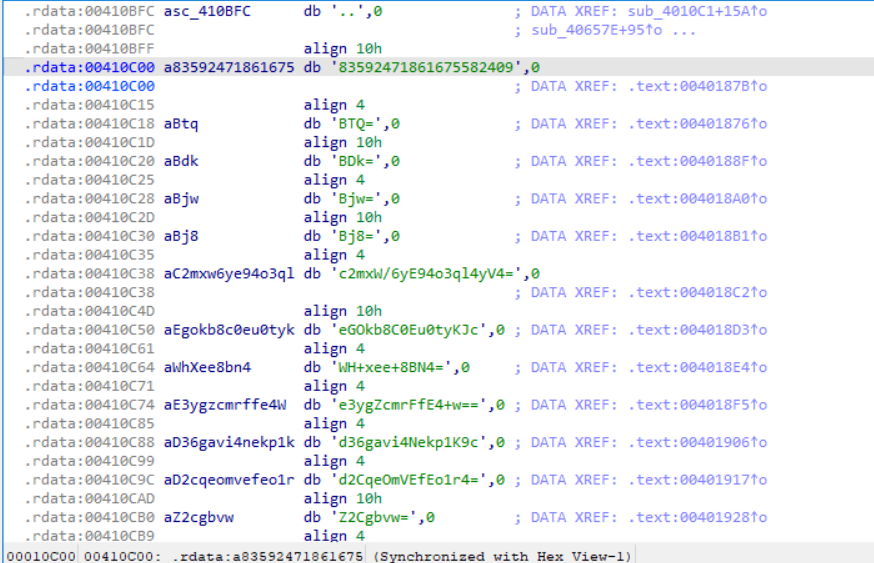 .rdata:00410BFC asc_410BFC db '..',0 ; DATA XREF: sub_4010C1+15A↑o
.rdata:00410BFC ; sub_40657E+95↑o ...
.rdata:00410BFF align 10h
.rdata:00410C00 a83592471861675 db '83592471861675582409',0
.rdata:00410C00 ; DATA XREF: .text:0040187B↑o
.rdata:00410C15 align 4
.rdata:00410C18 aBtq db 'BTQ=',0 ; DATA XREF: .text:00401876↑o
.rdata:00410C1D align 10h
.rdata:00410C20 aBdk db 'BDk=',0 ; DATA XREF: .text:0040188F↑o
.rdata:00410C25 align 4
.rdata:00410C28 aBjw db 'Bjw=',0 ; DATA XREF: .text:004018A0↑o
.rdata:00410C2D align 10h
.rdata:00410C30 aBj8 db 'Bj8=',0 ; DATA XREF: .text:004018B1↑o
.rdata:00410C35 align 4
.rdata:00410C38 aC2mxw6ye94o3ql db 'c2mxW/6yE94o3ql4yV4=',0
.rdata:00410C38 ; DATA XREF: .text:004018C2↑o
.rdata:00410C4D align 10h
.rdata:00410C50 aEgokb8c0eu0tyk db 'eGOkb8C0Eu0tyKJc',0 ; DATA XREF: .text:004018D3↑o
.rdata:00410C61 align 4
.rdata:00410C64 aWhXee8bn4 db 'WH+xee+8BN4=',0 ; DATA XREF: .text:004018E4↑o
.rdata:00410C71 align 4
.rdata:00410C74 aE3ygzcmrffe4W db 'e3ygZcmrFfE4+w==',0 ; DATA XREF: .text:004018F5↑o
.rdata:00410C85 align 4
.rdata:00410C88 aD36gavi4nekp1k db 'd36gavi4Nekp1K9c',0 ; DATA XREF: .text:00401906↑o
.rdata:00410C99 align 4
.rdata:00410C9C aD2cqeomvefeo1r db 'd2CqeOmVEfEo1r4=',0 ; DATA XREF: .text:00401917↑o
.rdata:00410CAD align 10h
.rdata:00410CB0 aZ2cgbvw db 'Z2Cgbvw=',0 ; DATA XREF: .text:00401928↑o
.rdata:00410CB9 align 4
00010C00 00410C00: .rdata:a83592471861675 (Synchronized with Hex View-1)